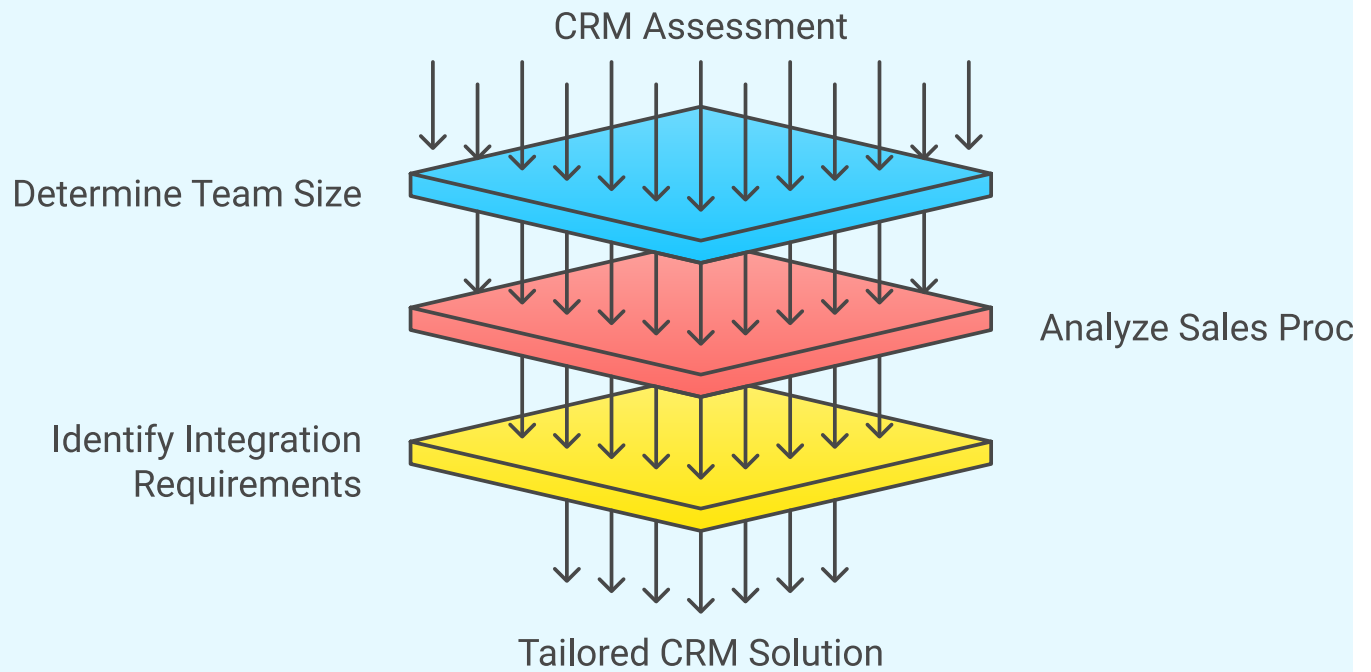 CRM Assessment
Determine Team Size
Analyze Sales Proc
Identify Integration
Requirements
Tailored CRM Solution